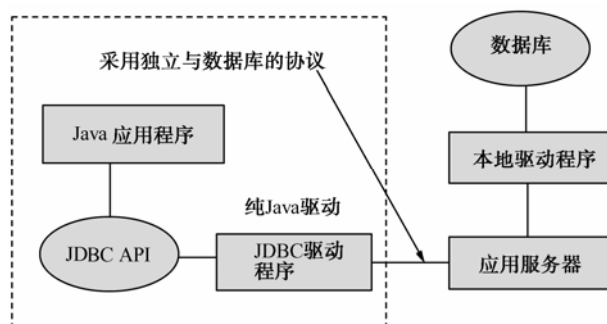 数据库
采用独立与数据库的协议
Java 应用程序
本地驱动程序
纯Java驱动
JDBC API
JDBC驱动
程序
应用服务器